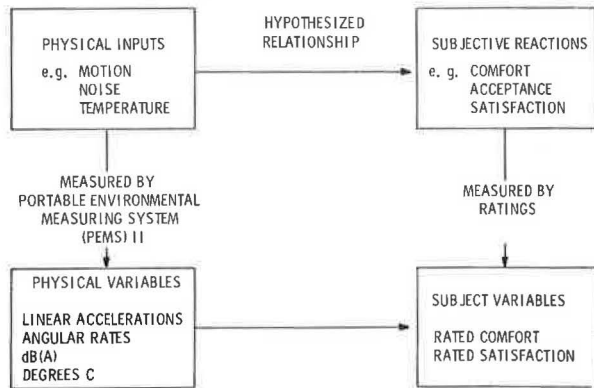 PHYSICAL INPUTS
e.g. MOTION
NOISE
TEMPERATURE
HYPOTHESIZED
RELATIONSHIP
SUBJECTIVE REACTIONS
e. g. COMFORT
ACCEPTANCE
SATISFACTION
MEASURED BY
PORTABLE ENVIRONMENTAL
MEASURING SYSTEM
(PEMS) II
MEASURED BY
RATINGS
PHYSICAL VARIABLES
LINEAR ACCELERATIONS
ANGULAR RATES
dB(A)
DEGREES C
SUBJECT VARIABLES
RATED COMFORT
RATED SATISFACTION